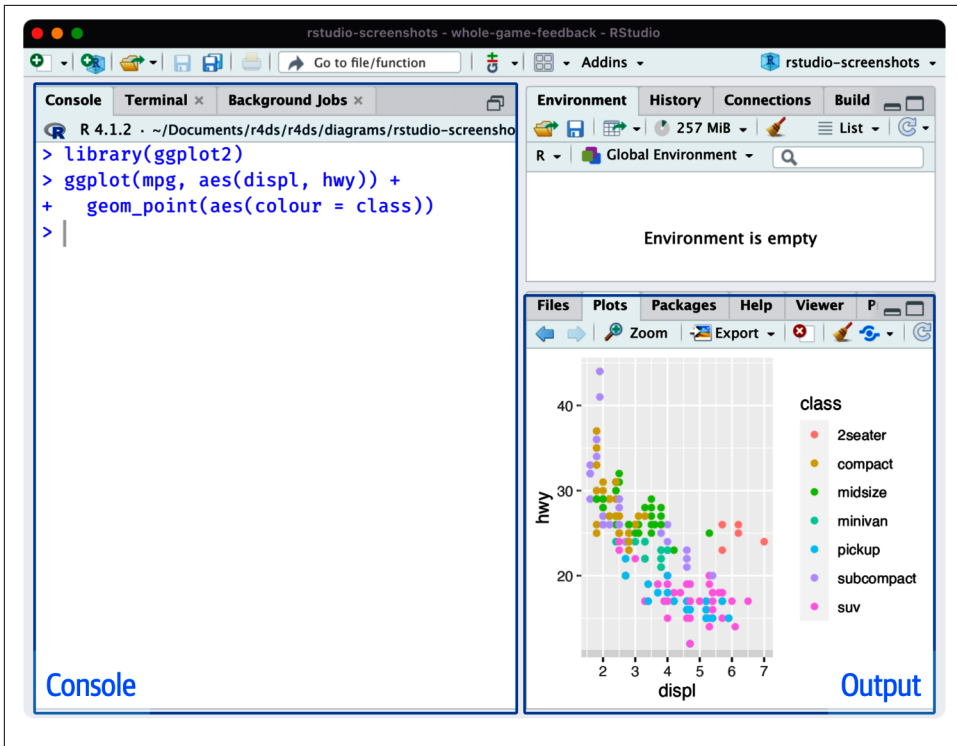 rstudio-screenshots - whole-game-feedback - RStudio
Go to file/function
Addins
rstudio-screenshots
Console Terminal × Background Jobs ×
R 4.1.2 · ~/Documents/r4ds/r4ds/diagrams/rstudio-screensho
> library(ggplot2)
> ggplot(mpg, aes(displ, hwy)) +
+   geom_point(aes(colour = class))
>
Console
Environment History Connections Build
257 MiB List
R Global Environment
Environment is empty
Files Plots Packages Help Viewer P
Zoom Export
40
30
20
hwy
2 3 4 5 6 7
displ
class
2seater
compact
midsize
minivan
pickup
subcompact
suv
Output